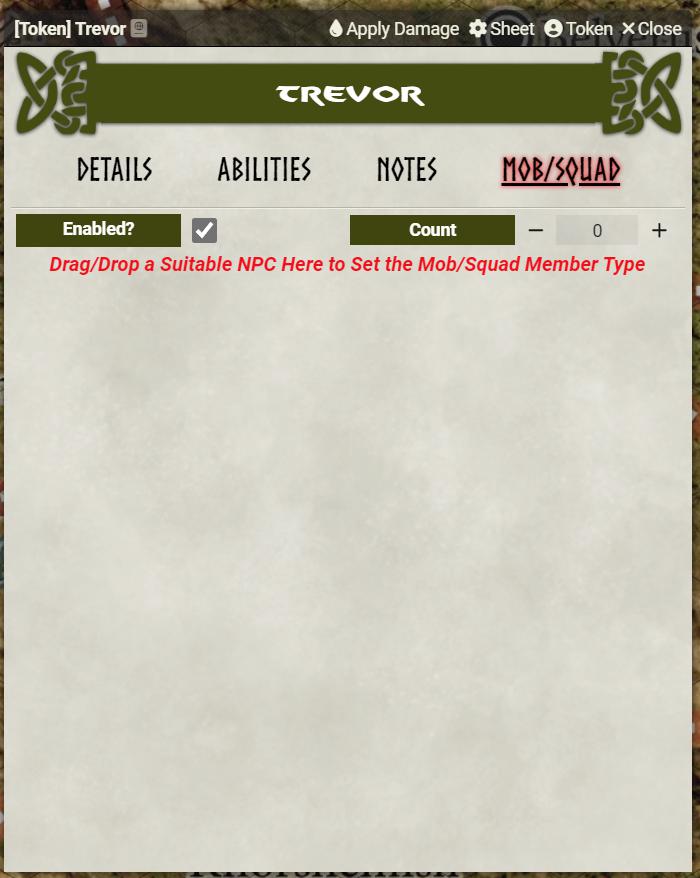 [Token] Trevor Apply Damage Sheet Token Close
TREVOR
DETAILS ABILITIES NOTES MOB/SQUAD
Enabled? Count 0
Drag/Drop a Suitable NPC Here to Set the Mob/Squad Member Type